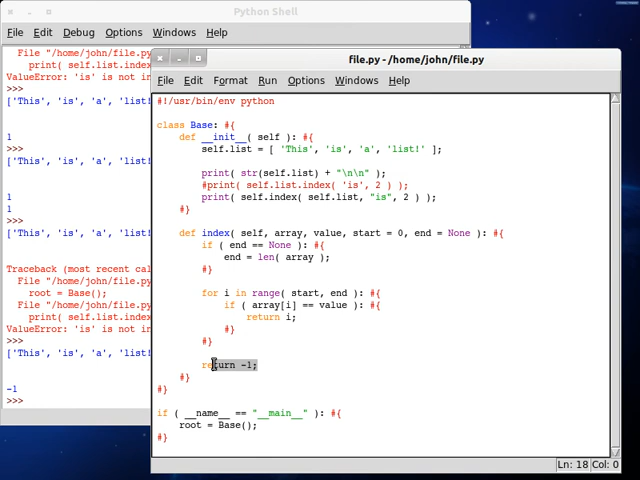 Python Shell
File Edit Debug Options Windows Help
File "/home/john/file.py
print( self.list.index
ValueError: 'is' is not in
>>>
['This', 'is', 'a', 'list!
1
>>>
['This', 'is', 'a', 'list!
1
1
>>>
['This', 'is', 'a', 'list!
Traceback (most recent cal
File "/home/john/file.py
root = Base();
File "/home/john/file.py
print( self.list.index
ValueError: 'is' is not in
>>>
['This', 'is', 'a', 'list!
-1
>>>
file.py - /home/john/file.py
File Edit Format Run Options Windows Help
#!/usr/bin/env python
class Base: #{
def __init__( self ): #{
self.list = [ 'This', 'is', 'a', 'list!' ];
print( str(self.list) + "\n\n" );
#print( self.list.index( 'is', 2 ) );
print( self.index( self.list, "is", 2 ) );
#}
def index( self, array, value, start = 0, end = None ): #{
if ( end == None ): #{
end = len( array );
#}
for i in range( start, end ): #{
if ( array[i] == value ): #{
return i;
#}
#}
return -1;
#}
#}
if ( __name__ == "__main__" ): #{
root = Base();
#}
Ln: 18 Col: 0